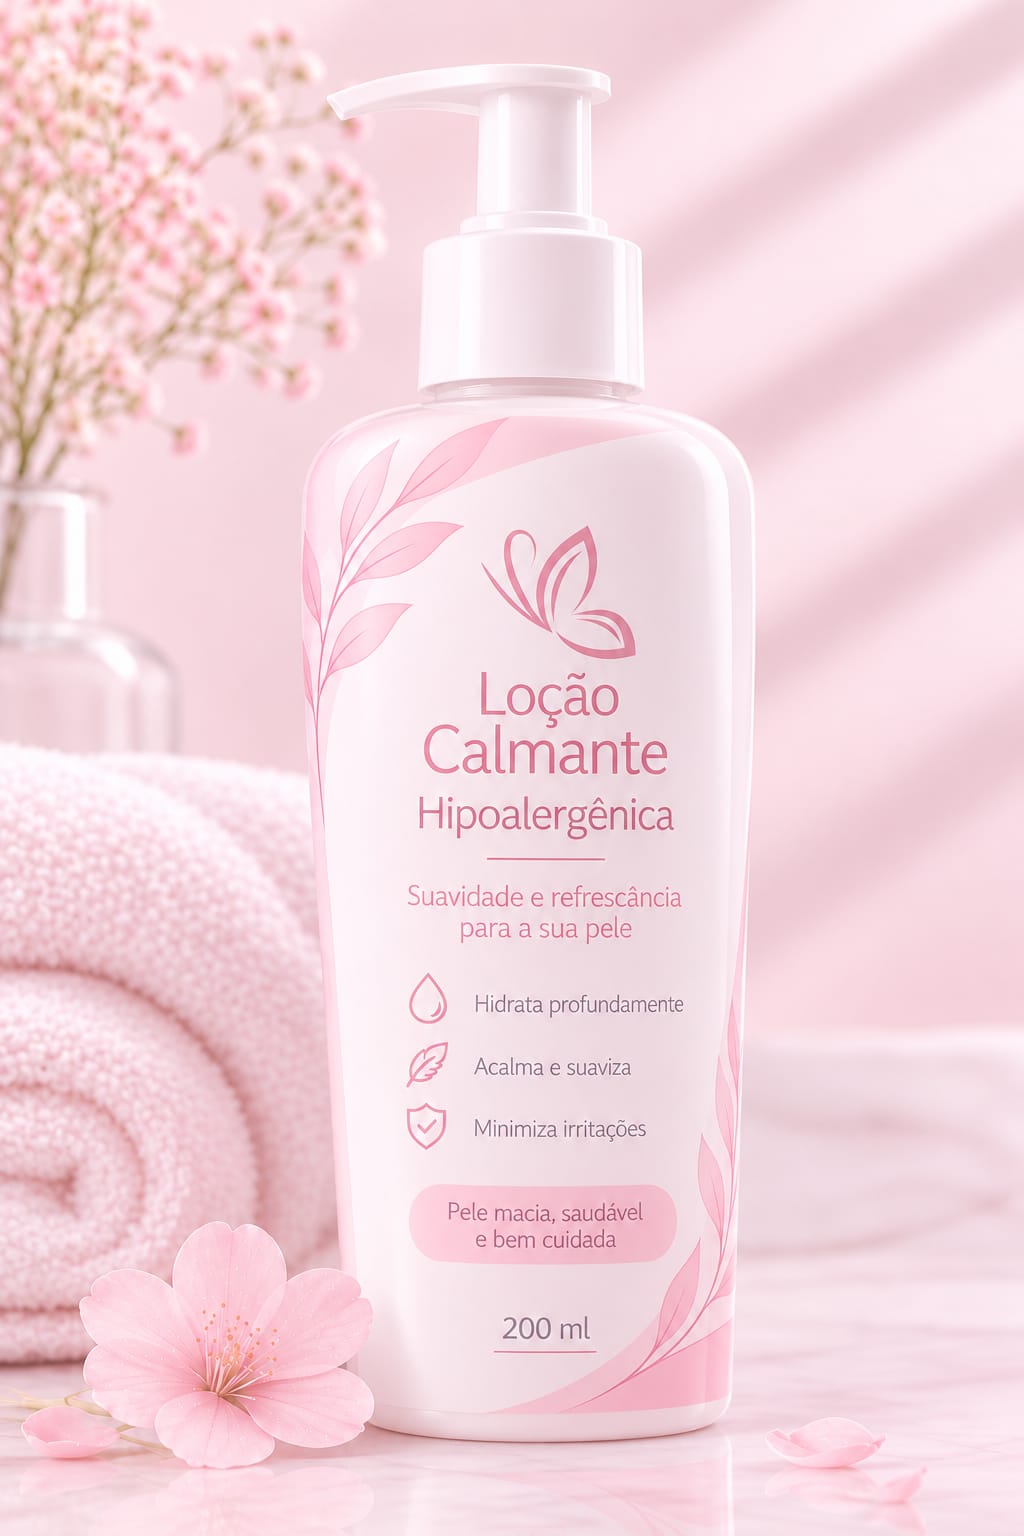 Loção
Calmante
Hipoalergênica
Suavidade e refrescância
para a sua pele
Hidrata profundamente
Acalma e suaviza
Minimiza irritações
Pele macia, saudável
e bem cuidada
200 ml